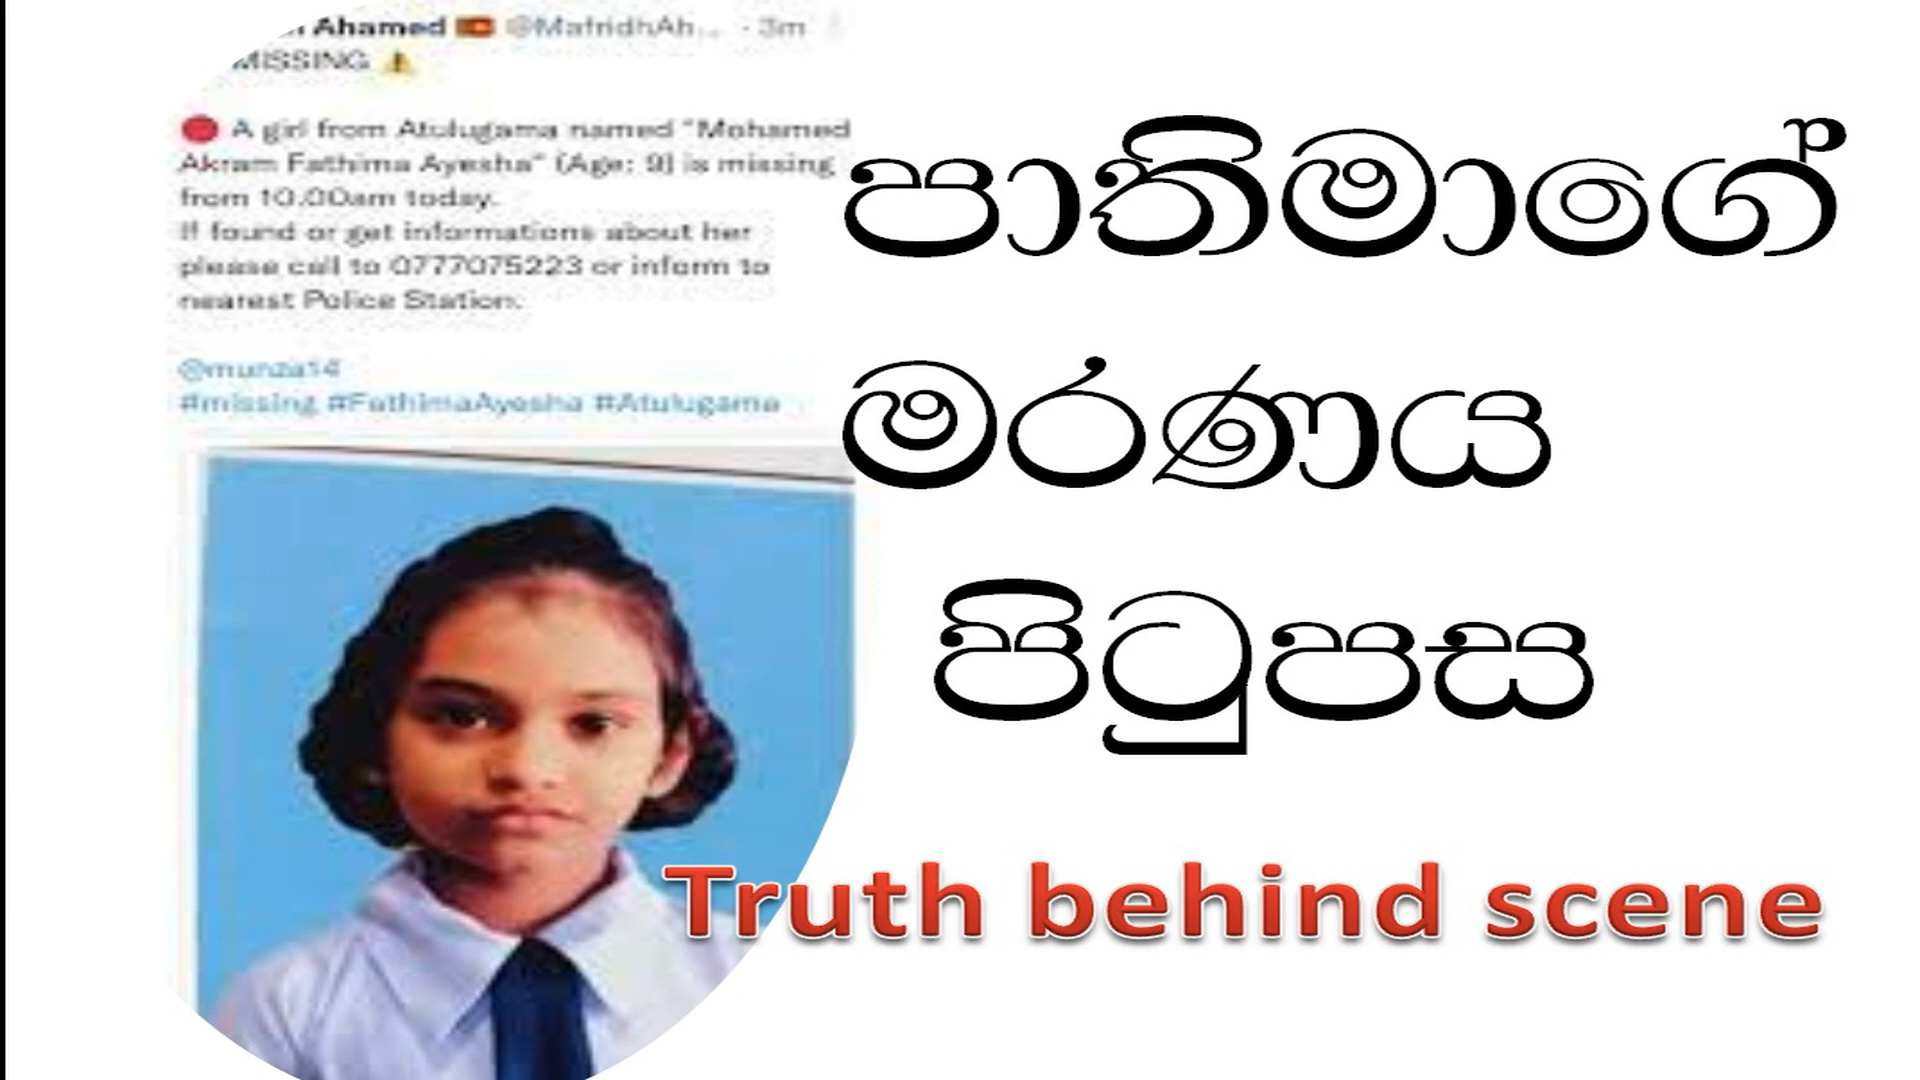 Ahamed 🇱🇰 @MafridhAh... · 3m
MISSING ⚠️
🔴 A girl from Atulugama named "Mohamed
Akram Fathima Ayesha" (Age: 9) is missing
from 10.00am today.
If found or get informations about her
please call to 0777075223 or inform to
nearest Police Station.
@munza14
#missing #FathimaAyesha #Atulugama
පාතිමාගේ
මරණය
පිටුපස
Truth behind scene